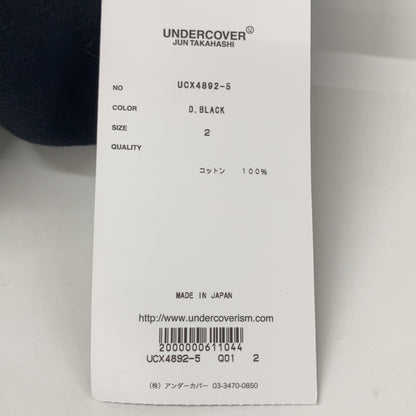 UNDERCOVER
JUN TAKAHASHI
NO UCX4892-5
COLOR D.BLACK
SIZE 2
QUALITY
コットン 100%
MADE IN JAPAN
http://www.undercoverism.com
2000000611044
UCX4892-5 Q01 2
(株) アンダーカバー 03-3470-0850